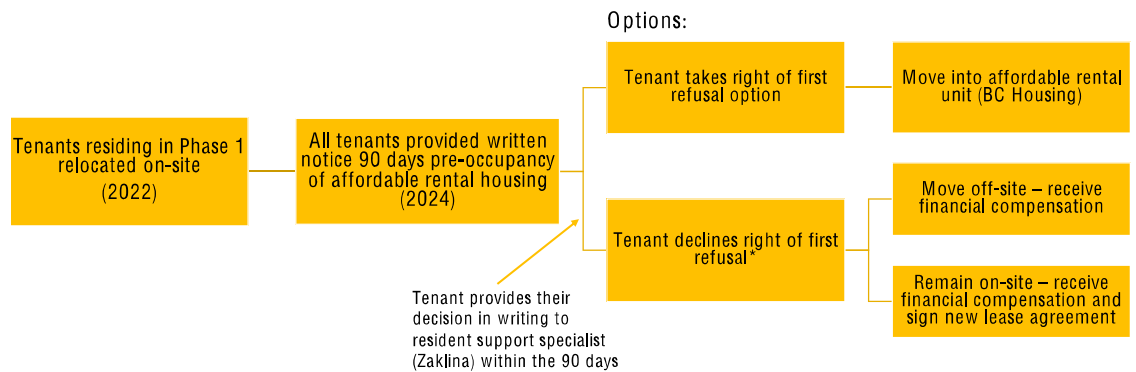 Options:
Tenants residing in Phase 1
relocated on-site
(2022)
All tenants provided written
notice 90 days pre-occupancy
of affordable rental housing
(2024)
Tenant provides their
decision in writing to
resident support specialist
(Zaklina) within the 90 days
Tenant takes right of first
refusal option
Move into affordable rental
unit (BC Housing)
Tenant declines right of first
refusal*
Move off-site – receive
financial compensation
Remain on-site – receive
financial compensation and
sign new lease agreement